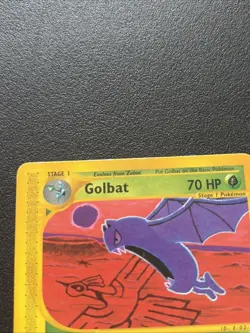 STAGE 1 Evolves from Zubat Put Golbat on the Basic Pokémon
Golbat 70 HP
Stage 1 Pokémon